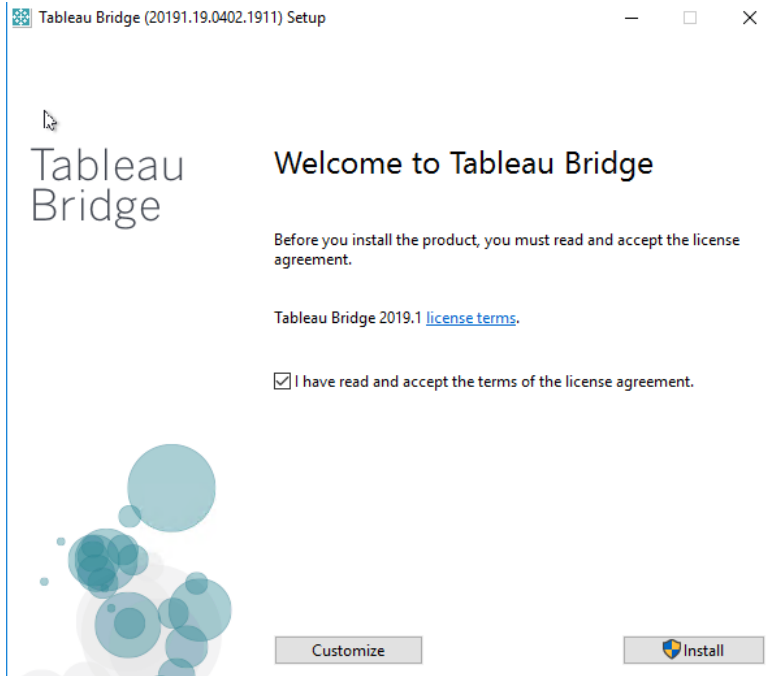 Tableau Bridge (20191.19.0402.1911) Setup
Tableau
Bridge
Welcome to Tableau Bridge
Before you install the product, you must read and accept the license
agreement.
Tableau Bridge 2019.1 license terms.
I have read and accept the terms of the license agreement.
Customize
Install